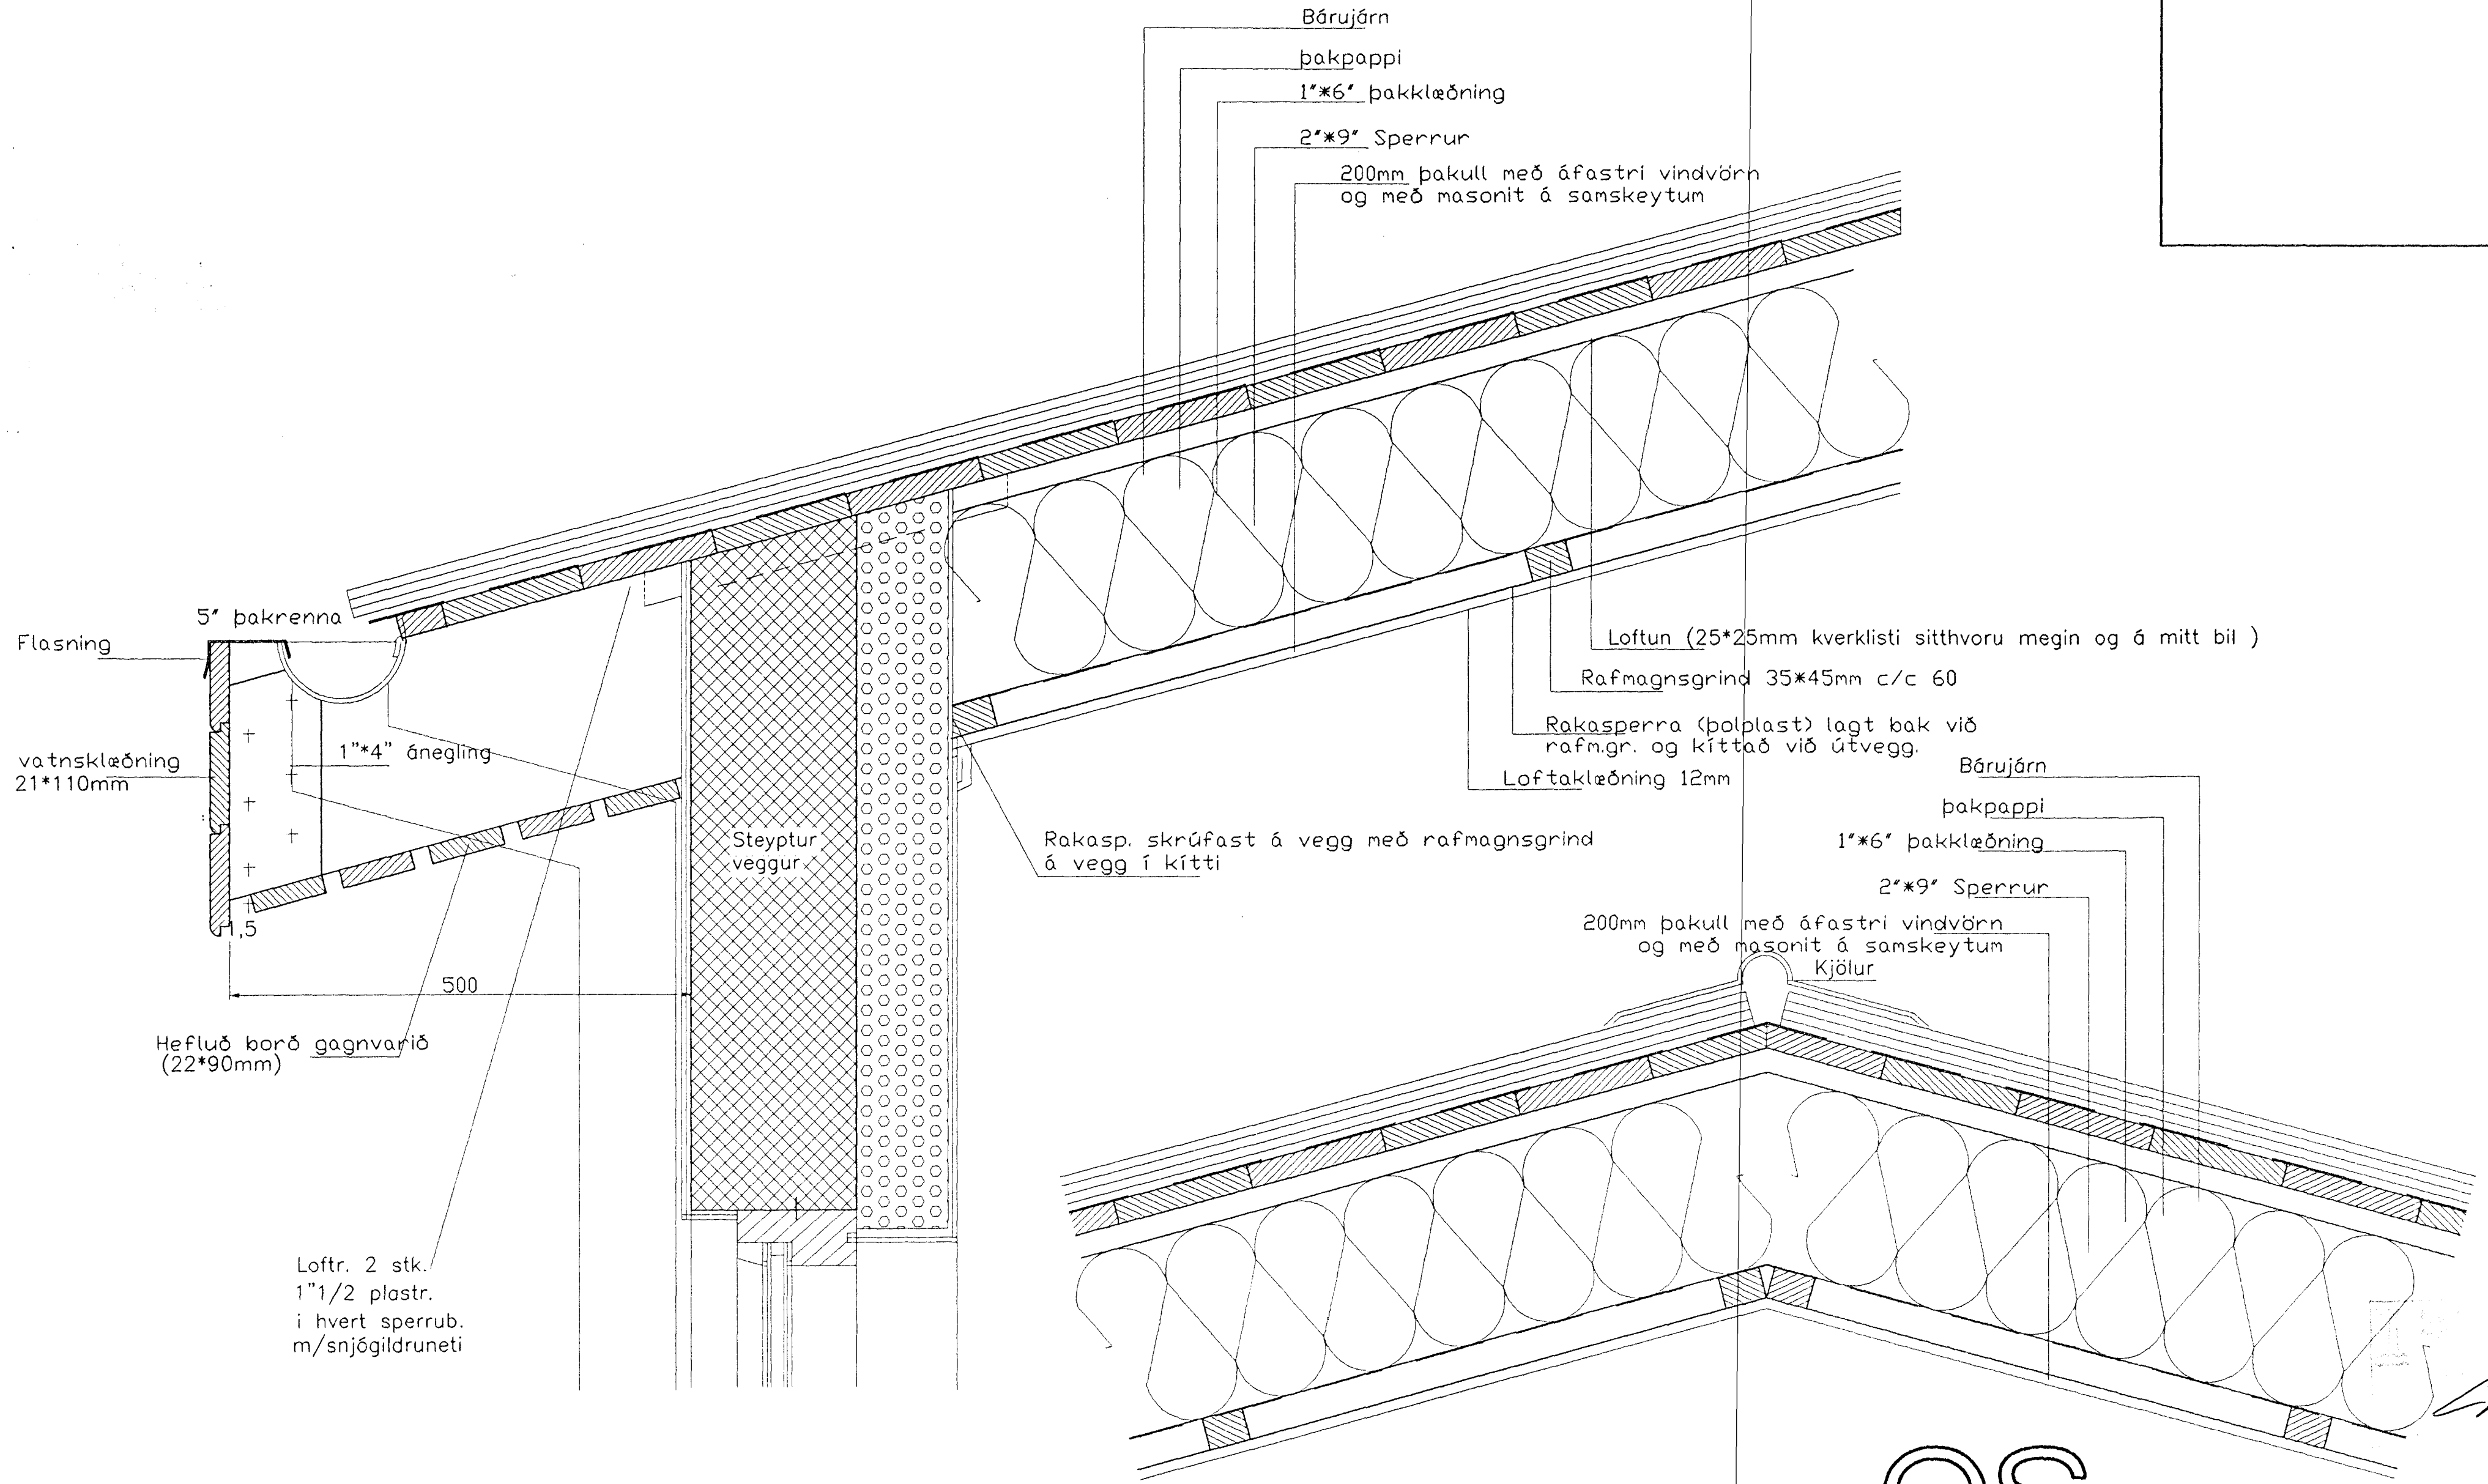 Bárujárn
þakpappi
1"*6" þakklæðning
2"*9" Sperrur
200mm þakull með áfastri vindvörn
og með masonit á samskeytum
5" þakrenna
Flasning
1"*4" ánegling
vatnsklæðning
21*110mm
1,5
500
Hefluð borð gagnvarið
(22*90mm)
Loftr. 2 stk.
1"1/2 plastr.
i hvert sperrub.
m/snjógildruneti
Steyptur
veggur
Loftun (25*25mm kverklisti sitthvoru megin og á mitt bil )
Rafmagnsgrind 35*45mm c/c 60
Rakasperra (þolplast) lagt bak við
rafm.gr. og kíttað við útvegg.
Loftaklæðning 12mm
Rakasp. skrúfast á vegg með rafmagnsgrind
á vegg í kítti
Bárujárn
þakpappi
1"*6" þakklæðning
2"*9" Sperrur
200mm þakull með áfastri vindvörn
og með masonit á samskeytum
Kjölur